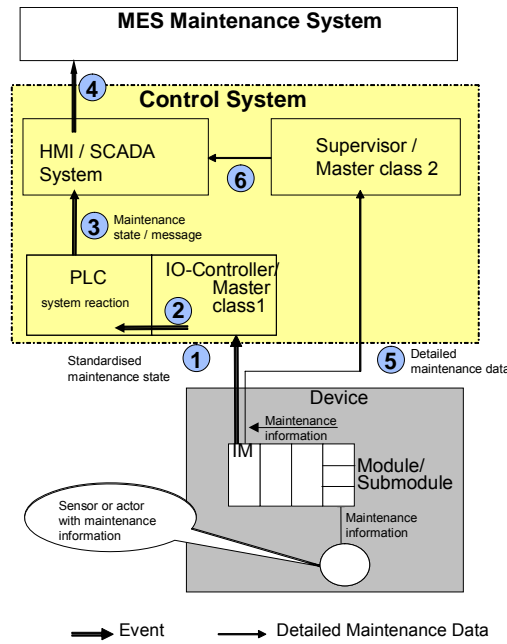 MES Maintenance System
4
Control System
HMI / SCADA
System
Supervisor /
Master class 2
6
3
Maintenance
state / message
PLC
system reaction
IO-Controller/
Master
class1
2
1
Standardised
maintenance state
5
Detailed
maintenance data
Device
Maintenance
information
IM
Module/
Submodule
Sensor or actor
with maintenance
information
Maintenance
information
Event
Detailed Maintenance Data